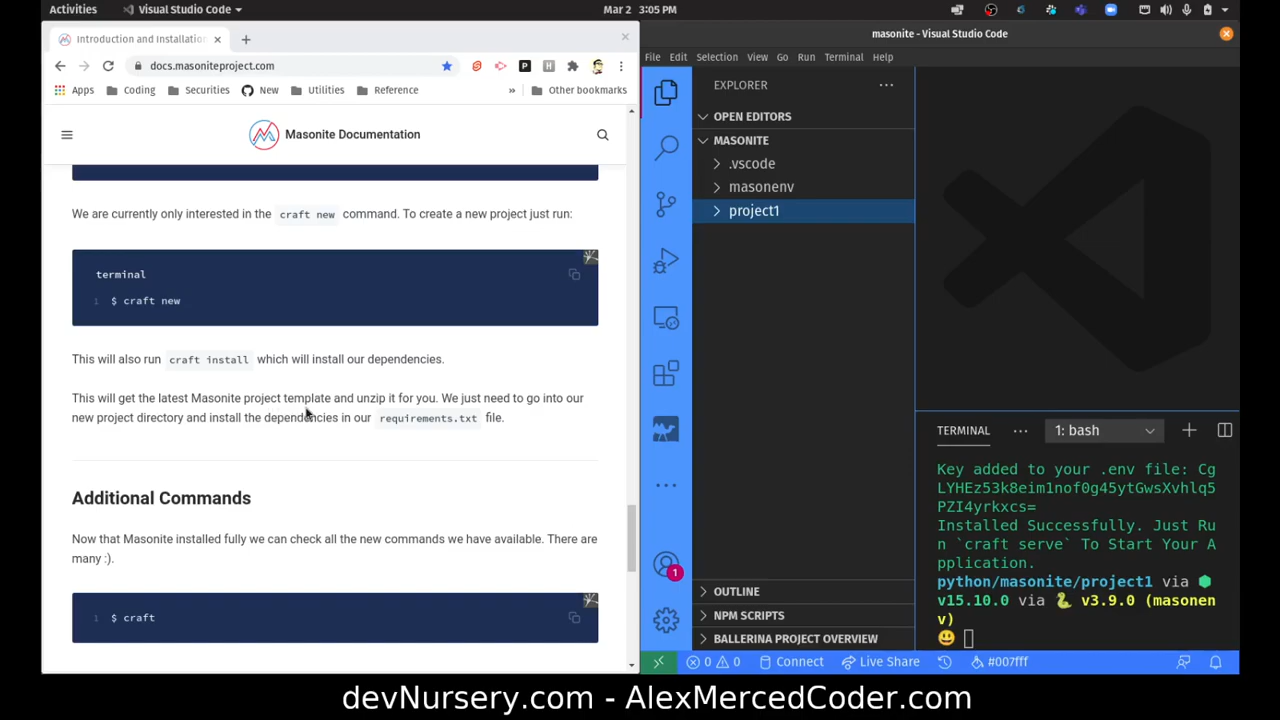 Activities
Visual Studio Code
Mar 2 3:05 PM
Introduction and Installation
docs.masoniteproject.com
Apps
Coding
Securities
New
Utilities
Reference
»
Other bookmarks
Masonite Documentation
We are currently only interested in the craft new command. To create a new project just run:
terminal
1 $ craft new
This will also run craft install which will install our dependencies.
This will get the latest Masonite project template and unzip it for you. We just need to go into our
new project directory and install the dependencies in our requirements.txt file.
Additional Commands
Now that Masonite installed fully we can check all the new commands we have available. There are
many :).
1 $ craft
masonite - Visual Studio Code
File Edit Selection View Go Run Terminal Help
EXPLORER
OPEN EDITORS
MASONITE
.vscode
masonenv
project1
OUTLINE
NPM SCRIPTS
BALLERINA PROJECT OVERVIEW
1
TERMINAL
1: bash
Key added to your .env file: Cg
LYHEz53k8eim1nof0g45ytGwsXvhlq5
PZI4yrkxcs=
Installed Successfully. Just Ru
n `craft serve` To Start Your A
pplication.
python/masonite/project1 via
v15.10.0 via 🐍 v3.9.0 (masonen
v)
😃
0 0 Connect Live Share #007fff
devNursery.com - AlexMercedCoder.com